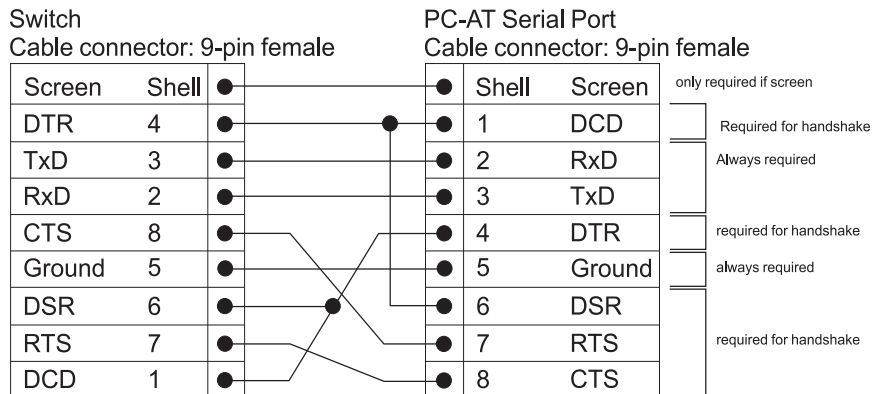 Switch PC-AT Serial Port
Cable connector: 9-pin female Cable connector: 9-pin female
Screen Shell Shell Screen only required if screen
DTR 4 1 DCD Required for handshake
TxD 3 2 RxD Always required
RxD 2 3 TxD
CTS 8 4 DTR required for handshake
Ground 5 5 Ground always required
DSR 6 6 DSR
RTS 7 7 RTS required for handshake
DCD 1 8 CTS